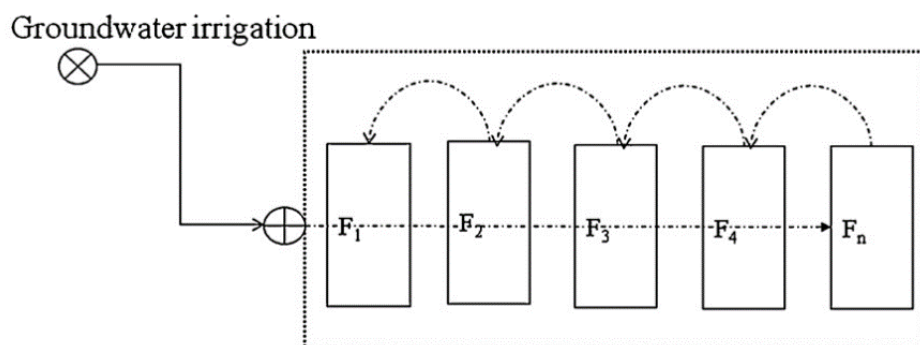 Groundwater irrigation
F₁ F₂ F₃ F₄ Fₙ